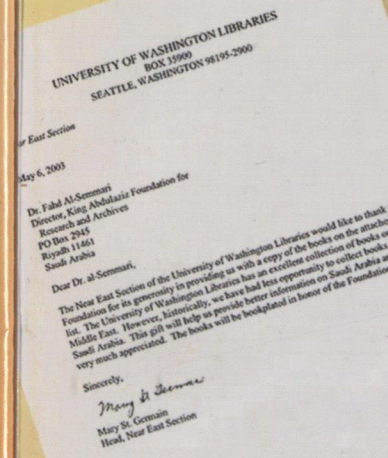 UNIVERSITY OF WASHINGTON LIBRARIES
BOX 35900
SEATTLE, WASHINGTON 98195-2900
ar East Section
May 6, 2003
Dr. Fahd Al-Semmari
Director, King Abdulaziz Foundation for
Research and Archives
PO Box 2945
Riyadh 11461
Saudi Arabia
Dear Dr. al-Semmari,
The Near East Section of the University of Washington Libraries would like to thank
Foundation for its generosity in providing us with a copy of the books on the attache
list. The University of Washington Libraries has an excellent collection of books o
Middle East. However, historically, we have had less opportunity to collect books
Saudi Arabia. This gift will help us provide better information on Saudi Arabia a
very much appreciated. The books will be bookplated in honor of the Foundatio
Sincerely,
Mary St. Germain
Mary St. Germain
Head, Near East Section